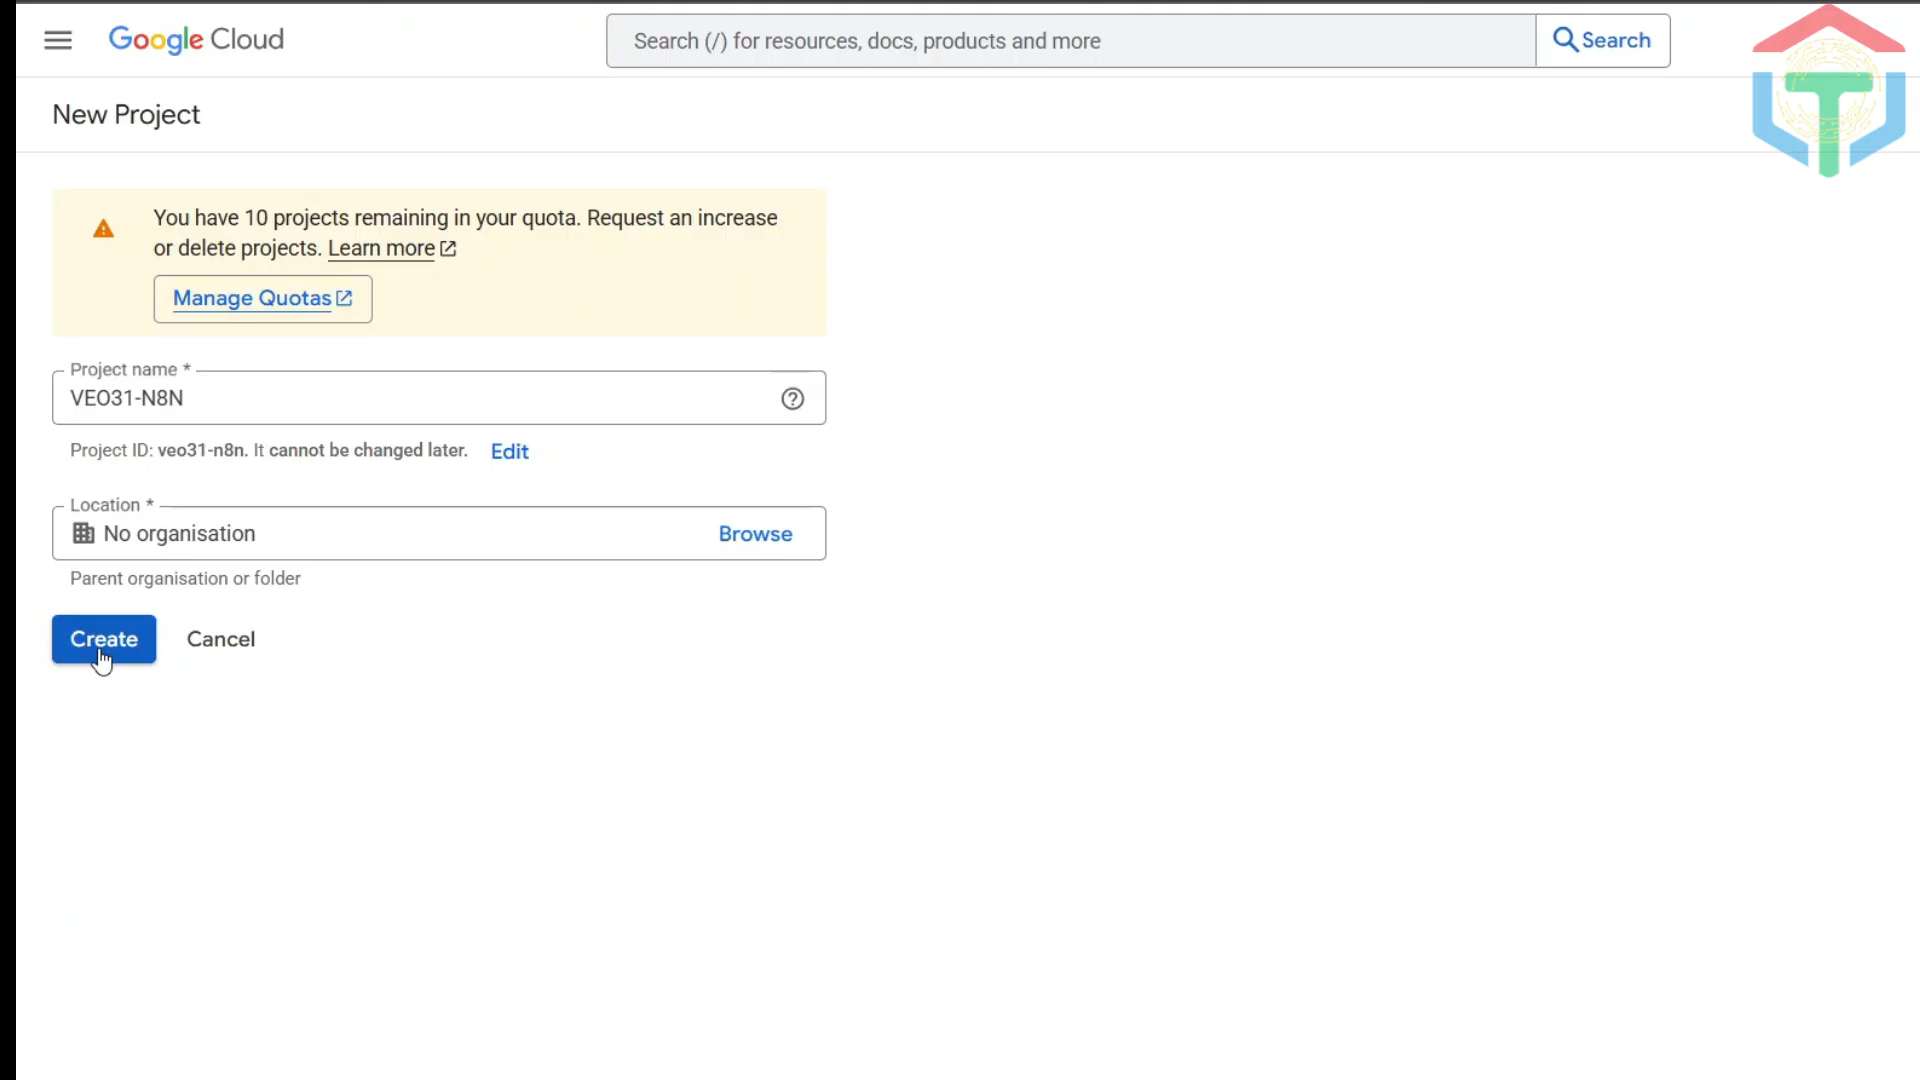 Google Cloud
Search (/) for resources, docs, products and more
Search
New Project
You have 10 projects remaining in your quota. Request an increase
or delete projects. Learn more
Manage Quotas
Project name *
VEO31-N8N
Project ID: veo31-n8n. It cannot be changed later. Edit
Location *
No organisation
Browse
Parent organisation or folder
Create
Cancel